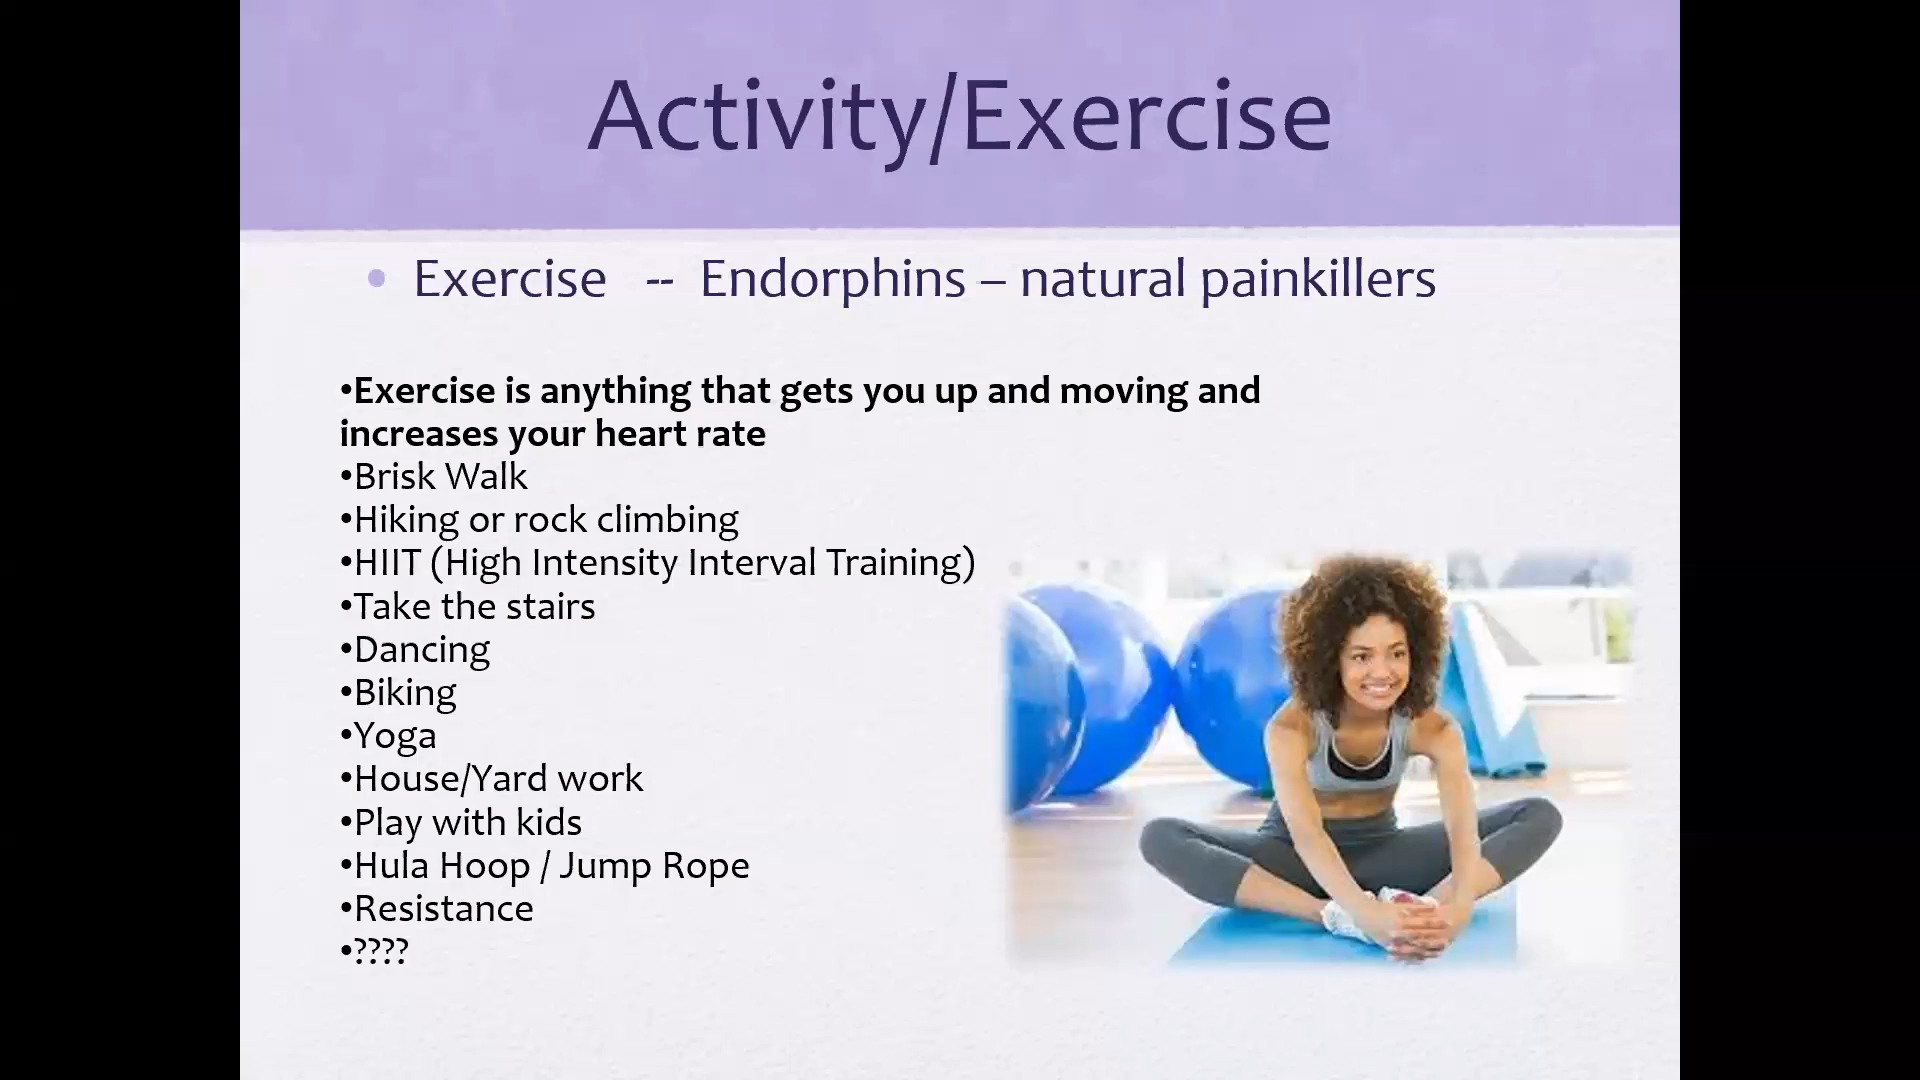 Activity/Exercise
• Exercise -- Endorphins – natural painkillers
•Exercise is anything that gets you up and moving and
increases your heart rate
•Brisk Walk
•Hiking or rock climbing
•HIIT (High Intensity Interval Training)
•Take the stairs
•Dancing
•Biking
•Yoga
•House/Yard work
•Play with kids
•Hula Hoop / Jump Rope
•Resistance
•????